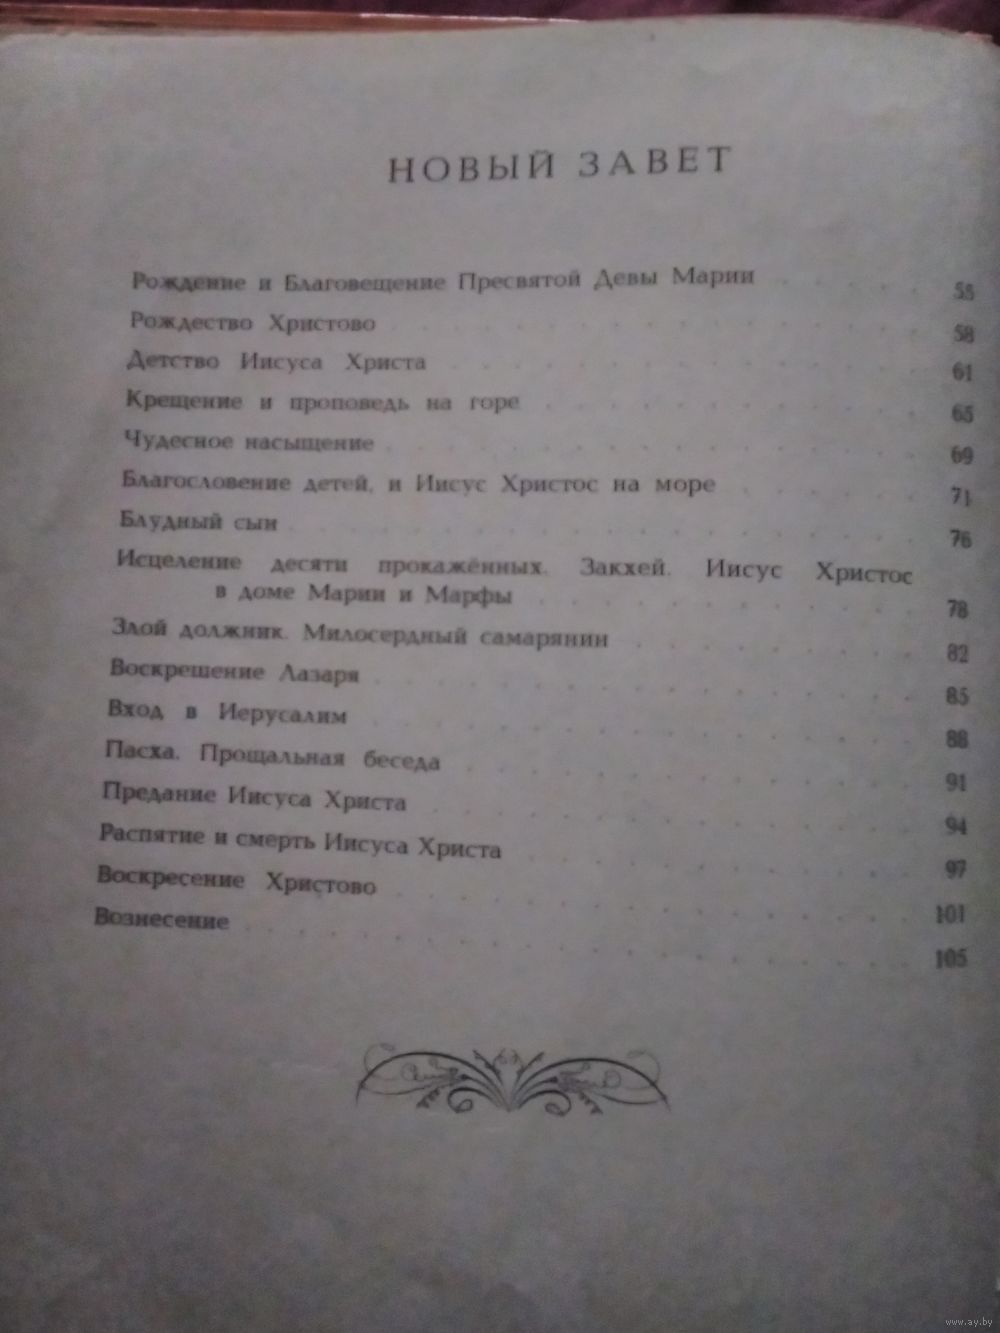 НОВЫЙ ЗАВЕТ
Рождение и Благовещение Пресвятой Девы Марии 55
Рождество Христово 58
Детство Иисуса Христа 61
Крещение и проповедь на горе 65
Чудесное насыщение 69
Благословение детей, и Иисус Христос на море 71
Блудный сын 76
Исцеление десяти прокажённых. Закхей. Иисус Христос
в доме Марии и Марфы 78
Злой должник. Милосердный самарянин 82
Воскрешение Лазаря 85
Вход в Иерусалим 88
Пасха. Прощальная беседа 91
Предание Иисуса Христа 94
Распятие и смерть Иисуса Христа 97
Воскресение Христово 101
Вознесение 105
www.ay.by